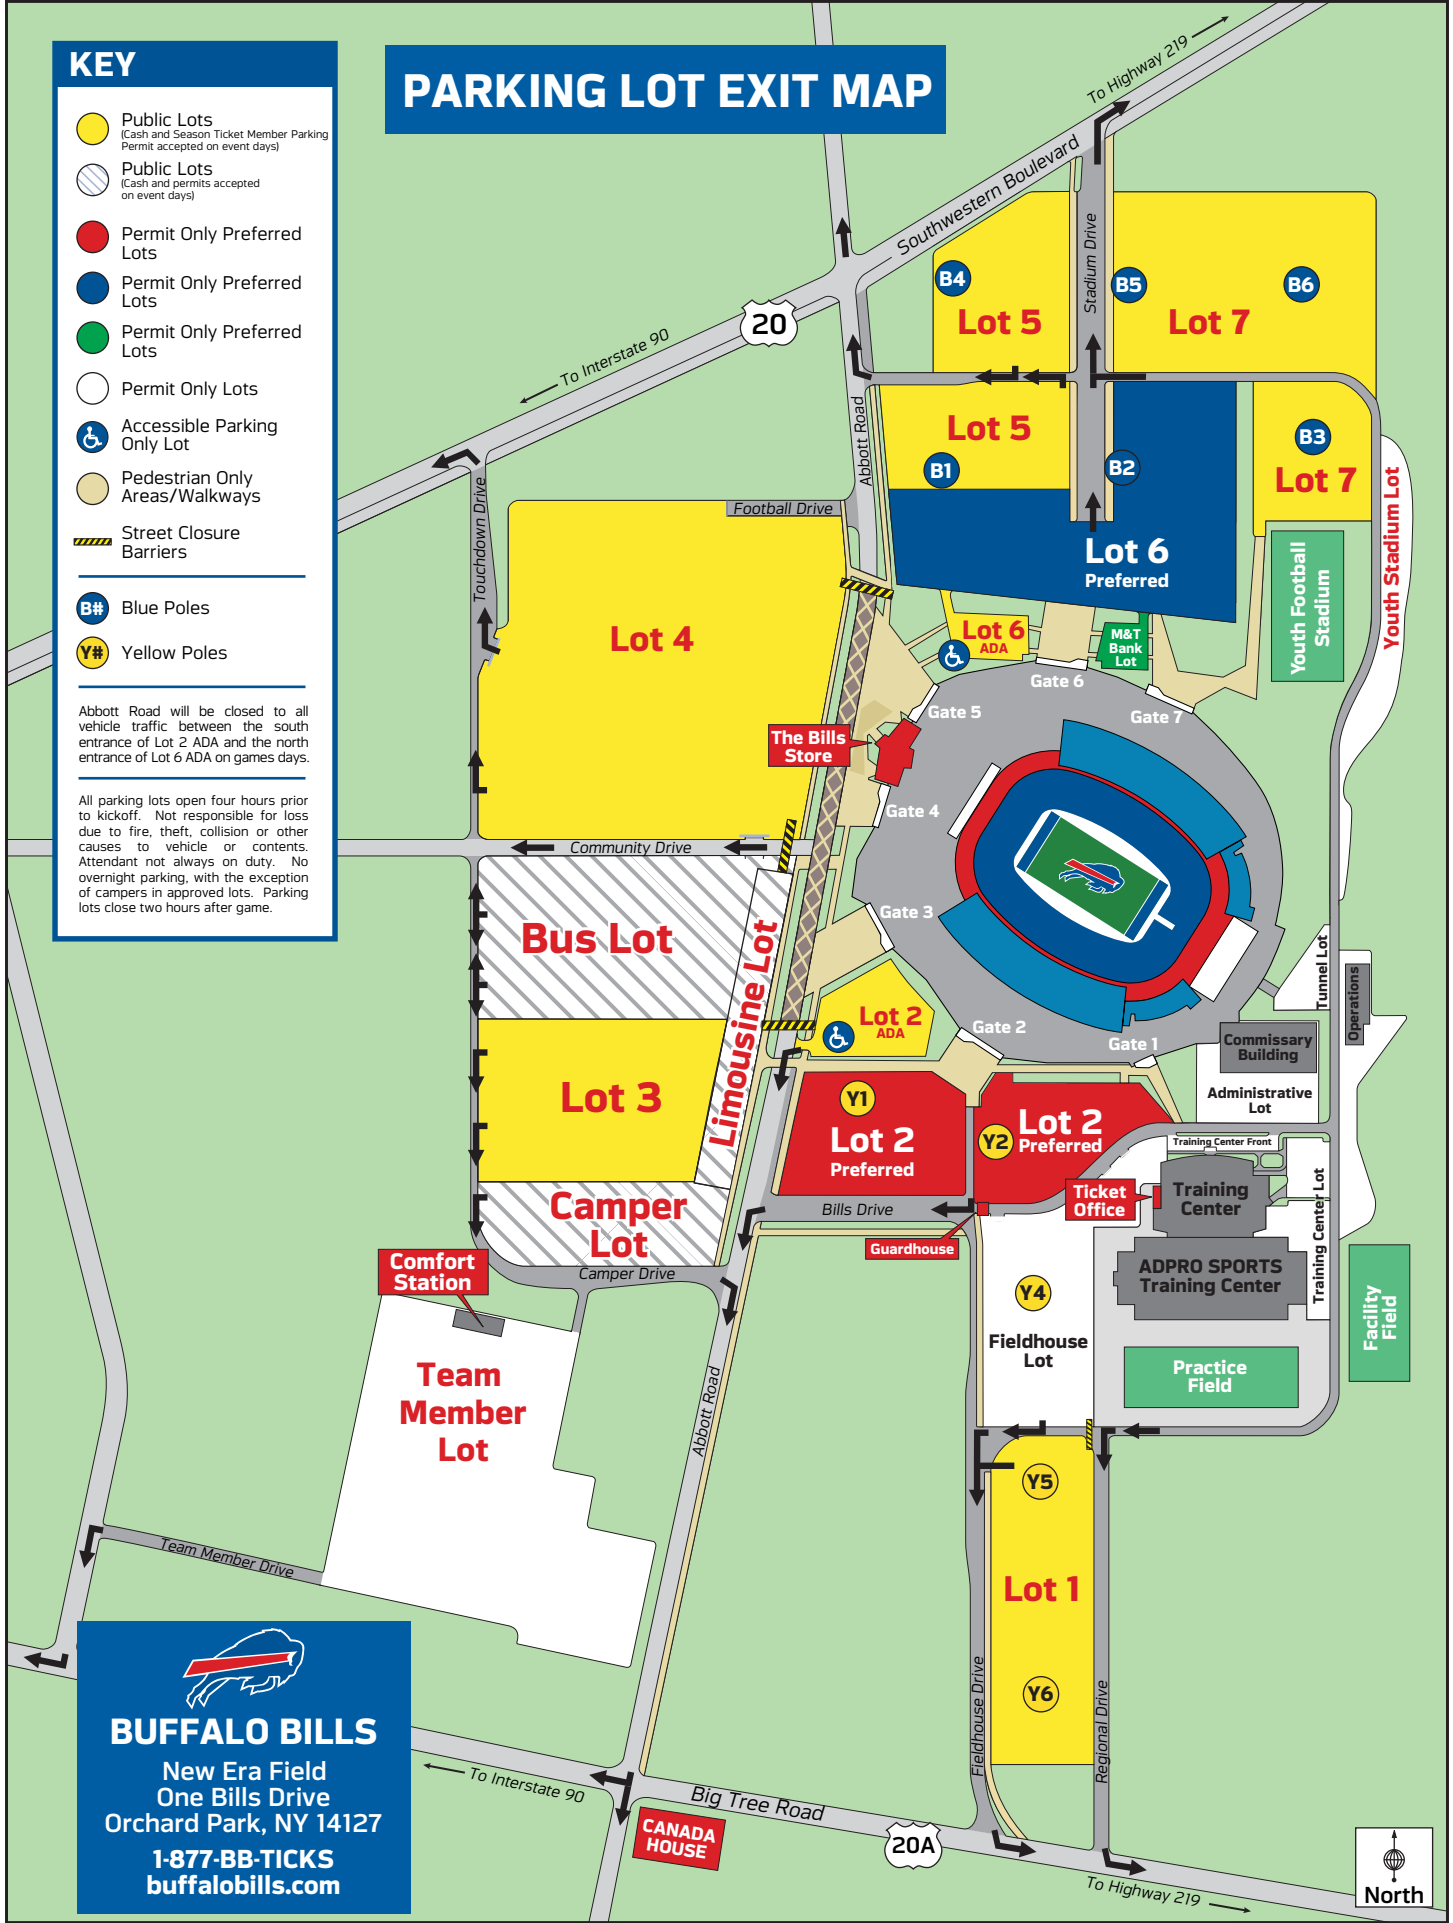 KEY
Public Lots
(Cash and Season Ticket Member Parking
Permit accepted on event days)
Public Lots
(Cash and permits accepted
on event days)
Permit Only Preferred
Lots
Permit Only Preferred
Lots
Permit Only Preferred
Lots
Permit Only Lots
Accessible Parking
Only Lot
Pedestrian Only
Areas/Walkways
Street Closure
Barriers
B# Blue Poles
Y# Yellow Poles
Abbott Road will be closed to all
vehicle traffic between the south
entrance of Lot 2 ADA and the north
entrance of Lot 6 ADA on games days.
All parking lots open four hours prior
to kickoff. Not responsible for loss
due to fire, theft, collision or other
causes to vehicle or contents.
Attendant not always on duty. No
overnight parking, with the exception
of campers in approved lots. Parking
lots close two hours after game.
PARKING LOT EXIT MAP
To Highway 219
Southwestern Boulevard
Stadium Drive
B4
B5
B6
Lot 5
Lot 7
20
To Interstate 90
Abbott Road
Lot 5
B1
B2
B3
Lot 7
Touchdown Drive
Football Drive
Lot 6
Preferred
Youth Football
Stadium
Youth Stadium Lot
Lot 4
Lot 6
ADA
M&T
Bank
Lot
Gate 6
Gate 5
Gate 7
The Bills
Store
Gate 4
Community Drive
Gate 3
Bus Lot
Limousine Lot
Tunnel Lot
Operations
Lot 2
ADA
Gate 2
Gate 1
Commissary
Building
Administrative
Lot
Lot 3
Y1
Lot 2
Preferred
Y2
Lot 2
Preferred
Training Center Front
Ticket
Office
Training
Center
Training Center Lot
Camper
Lot
Bills Drive
Guardhouse
Comfort
Station
Camper Drive
ADPRO SPORTS
Training Center
Y4
Fieldhouse
Lot
Facility
Field
Practice
Field
Team
Member
Lot
Abbott Road
Y5
Team Member Drive
Lot 1
Fieldhouse Drive
Regional Drive
Y6
BUFFALO BILLS
New Era Field
One Bills Drive
Orchard Park, NY 14127
1-877-BB-TICKS
buffalobills.com
To Interstate 90
Big Tree Road
CANADA
HOUSE
20A
To Highway 219
North